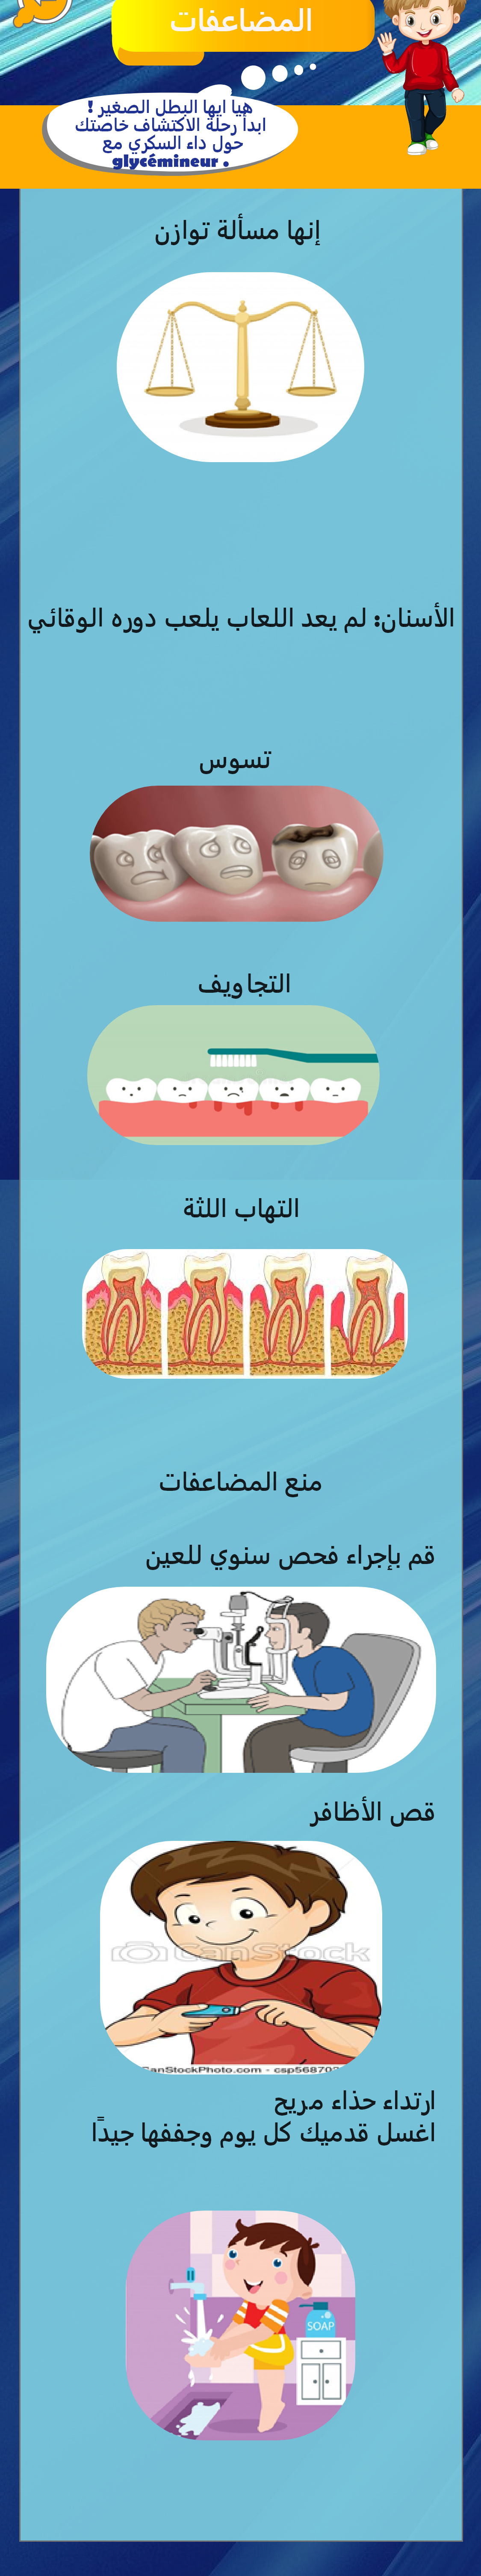 المضاعفات
هيا ايها البطل الصغير !
ابدأ رحلة الاكتشاف خاصتك
حول داء السكري مع
glycémineur .
إنها مسألة توازن
الأسنان: لم يعد اللعاب يلعب دوره الوقائي
تسوس
التجاويف
التهاب اللثة
منع المضاعفات
قم بإجراء فحص سنوي للعين
قص الأظافر
CanStock
CanStockPhoto.com - csp568702
ارتداء حذاء مريح
اغسل قدميك كل يوم وجففها جيدًا
SOAP